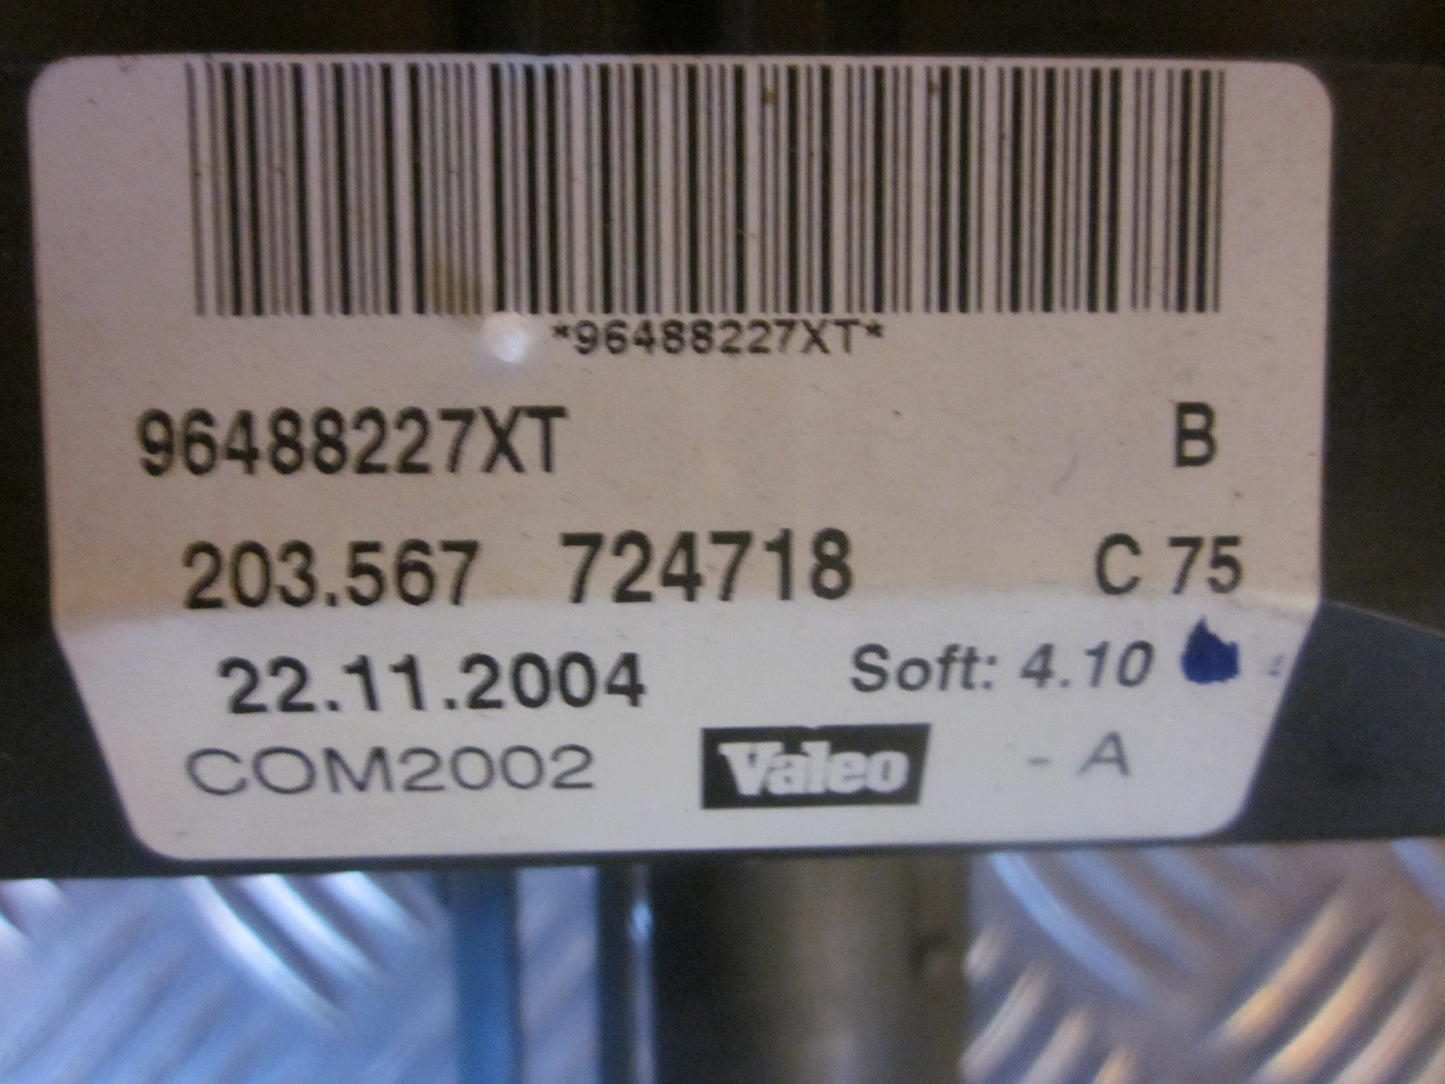 *96488227XT*
96488227XT B
203.567 724718 C 75
22.11.2004 Soft: 4.10
COM2002 Valeo - A